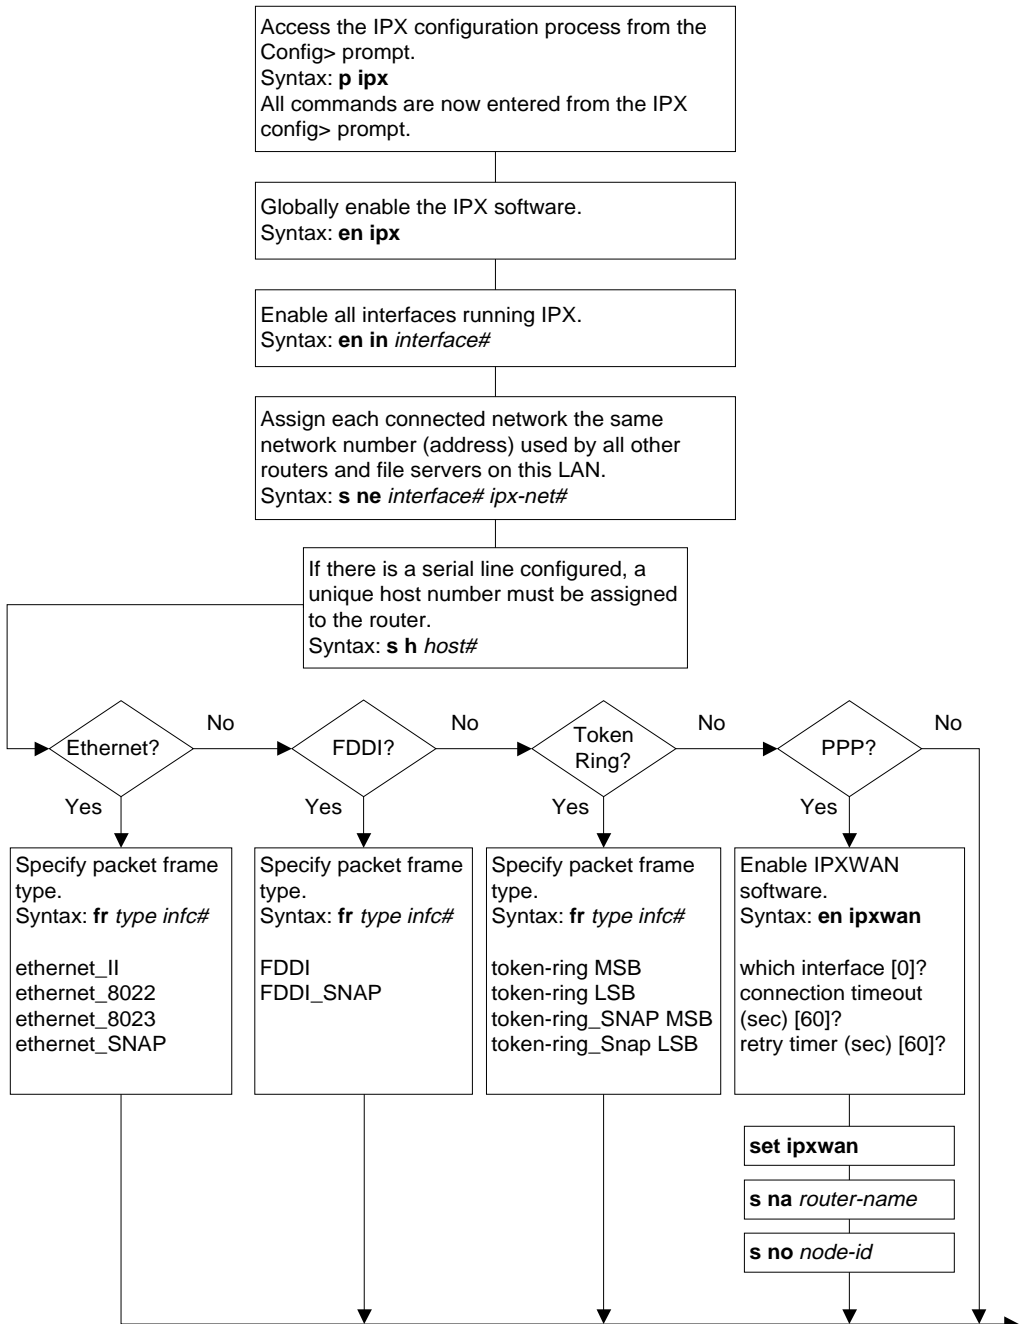 Access the IPX configuration process from the
Config> prompt.
Syntax: p ipx
All commands are now entered from the IPX
config> prompt.
Globally enable the IPX software.
Syntax: en ipx
Enable all interfaces running IPX.
Syntax: en in interface#
Assign each connected network the same
network number (address) used by all other
routers and file servers on this LAN.
Syntax: s ne interface# ipx-net#
If there is a serial line configured, a
unique host number must be assigned
to the router.
Syntax: s h host#
Ethernet?
No
FDDI?
No
Token
Ring?
No
PPP?
No
Yes
Yes
Yes
Yes
Specify packet frame
type.
Syntax: fr type infc#
ethernet_II
ethernet_8022
ethernet_8023
ethernet_SNAP
Specify packet frame
type.
Syntax: fr type infc#
FDDI
FDDI_SNAP
Specify packet frame
type.
Syntax: fr type infc#
token-ring MSB
token-ring LSB
token-ring_SNAP MSB
token-ring_Snap LSB
Enable IPXWAN
software.
Syntax: en ipxwan
which interface [0]?
connection timeout
(sec) [60]?
retry timer (sec) [60]?
set ipxwan
s na router-name
s no node-id